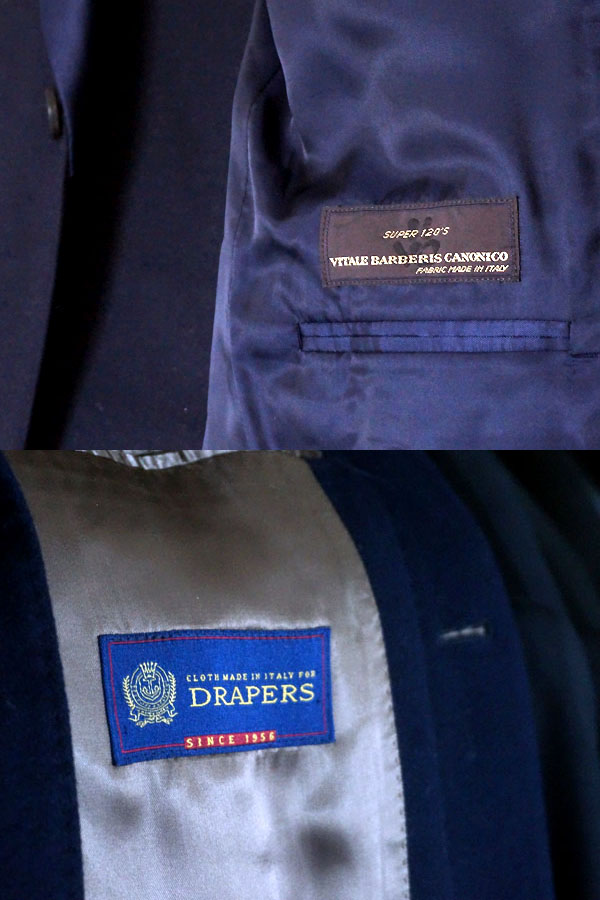 SUPER 120'S
VITALE BARBERIS CANONICO
FABRIC MADE IN ITALY
CLOTH MADE IN ITALY FOR
DRAPERS
SINCE 1956